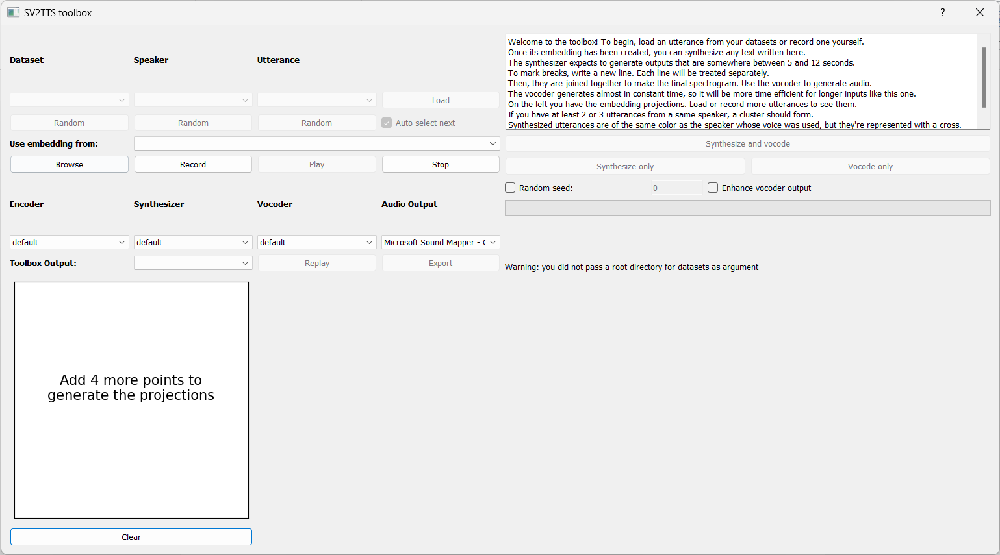 SV2TTS toolbox
?
Dataset
Speaker
Utterance
Load
Random
Random
Random
Auto select next
Use embedding from:
Browse
Record
Play
Stop
Encoder
Synthesizer
Vocoder
Audio Output
default
default
default
Microsoft Sound Mapper - 
Toolbox Output:
Replay
Export
Add 4 more points to
generate the projections
Clear
Welcome to the toolbox! To begin, load an utterance from your datasets or record one yourself.
Once its embedding has been created, you can synthesize any text written here.
The synthesizer expects to generate outputs that are somewhere between 5 and 12 seconds.
To mark breaks, write a new line. Each line will be treated separately.
Then, they are joined together to make the final spectrogram. Use the vocoder to generate audio.
The vocoder generates almost in constant time, so it will be more time efficient for longer inputs like this one.
On the left you have the embedding projections. Load or record more utterances to see them.
If you have at least 2 or 3 utterances from a same speaker, a cluster should form.
Synthesized utterances are of the same color as the speaker whose voice was used, but they're represented with a cross.
Synthesize and vocode
Synthesize only
Vocode only
Random seed:
0
Enhance vocoder output
Warning: you did not pass a root directory for datasets as argument